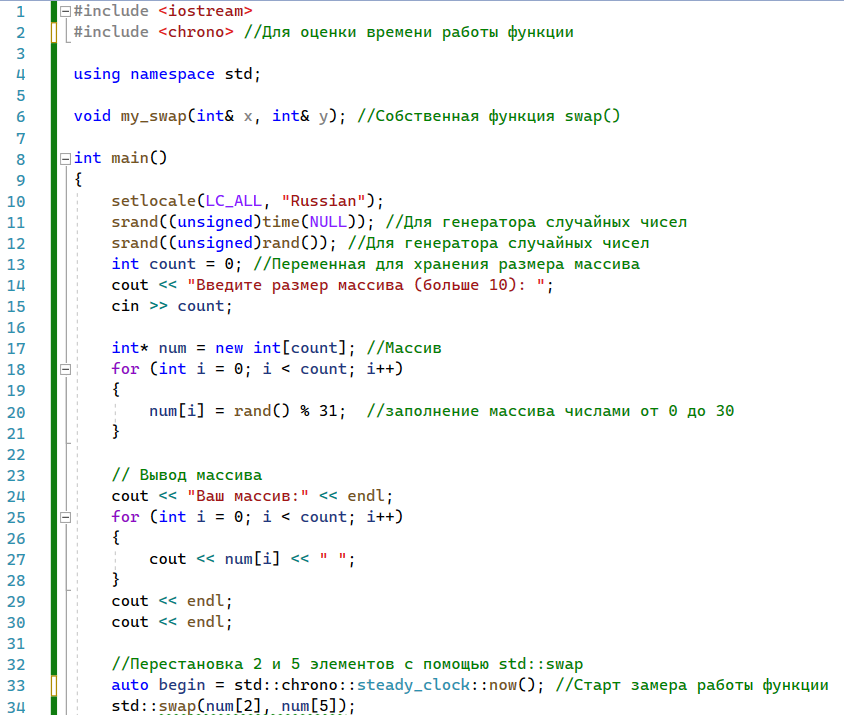 1 #include <iostream>
2 #include <chrono> //Для оценки времени работы функции
3
4 using namespace std;
5
6 void my_swap(int& x, int& y); //Собственная функция swap()
7
8 int main()
9 {
10 setlocale(LC_ALL, "Russian");
11 srand((unsigned)time(NULL)); //Для генератора случайных чисел
12 srand((unsigned)rand()); //Для генератора случайных чисел
13 int count = 0; //Переменная для хранения размера массива
14 cout << "Введите размер массива (больше 10): ";
15 cin >> count;
16
17 int* num = new int[count]; //Массив
18 for (int i = 0; i < count; i++)
19 {
20 num[i] = rand() % 31; //заполнение массива числами от 0 до 30
21 }
22
23 // Вывод массива
24 cout << "Ваш массив:" << endl;
25 for (int i = 0; i < count; i++)
26 {
27 cout << num[i] << " ";
28 }
29 cout << endl;
30 cout << endl;
31
32 //Перестановка 2 и 5 элементов с помощью std::swap
33 auto begin = std::chrono::steady_clock::now(); //Старт замера работы функции
34 std::swap(num[2], num[5]);